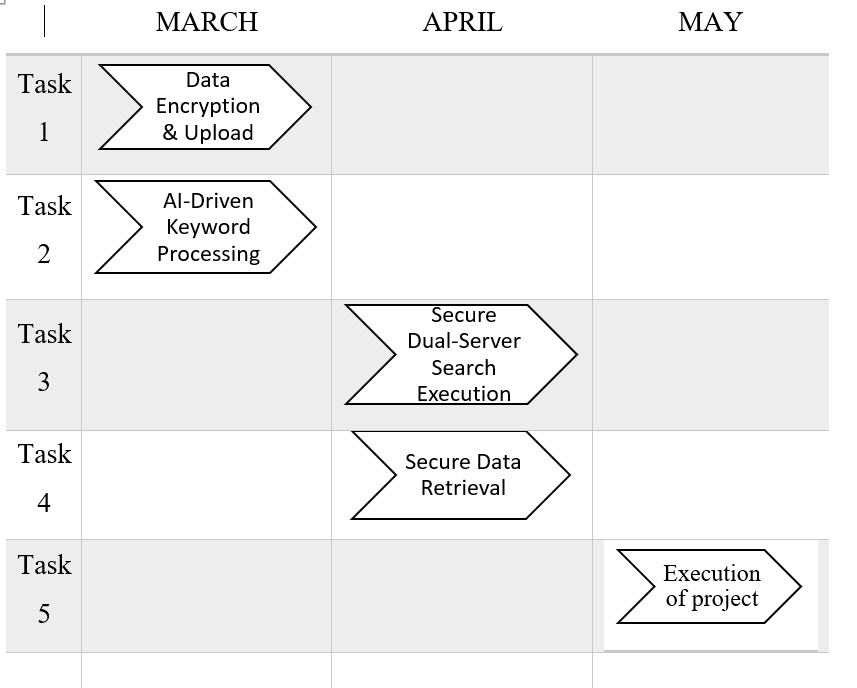 MARCH APRIL MAY
Task
1
Data
Encryption
& Upload
Task
2
AI-Driven
Keyword
Processing
Task
3
Secure
Dual-Server
Search
Execution
Task
4
Secure Data
Retrieval
Task
5
Execution
of project